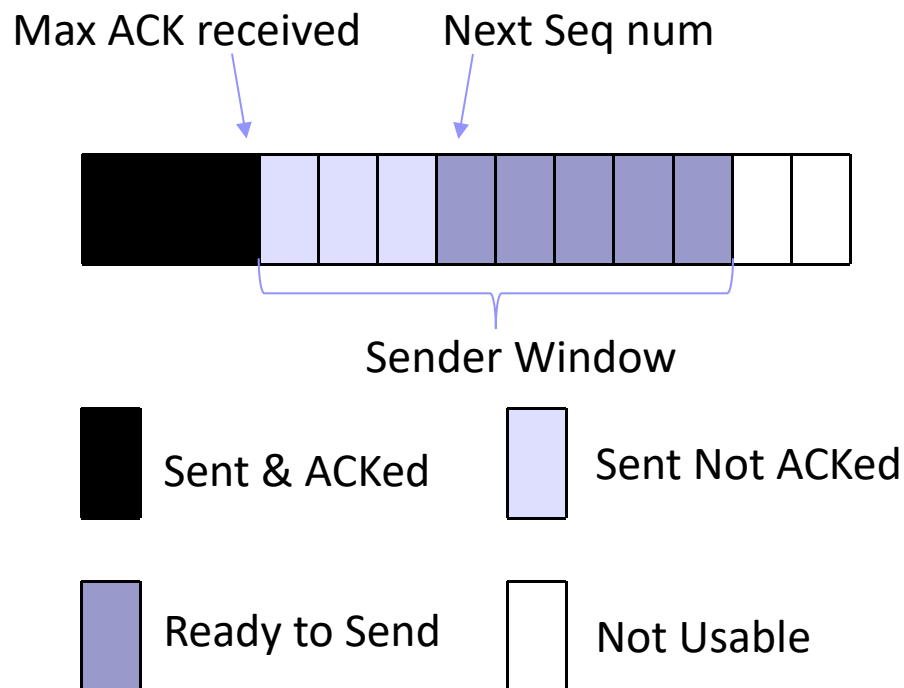 Max ACK received
Next Seq num
Sender Window
Sent & ACKed
Sent Not ACKed
Ready to Send
Not Usable